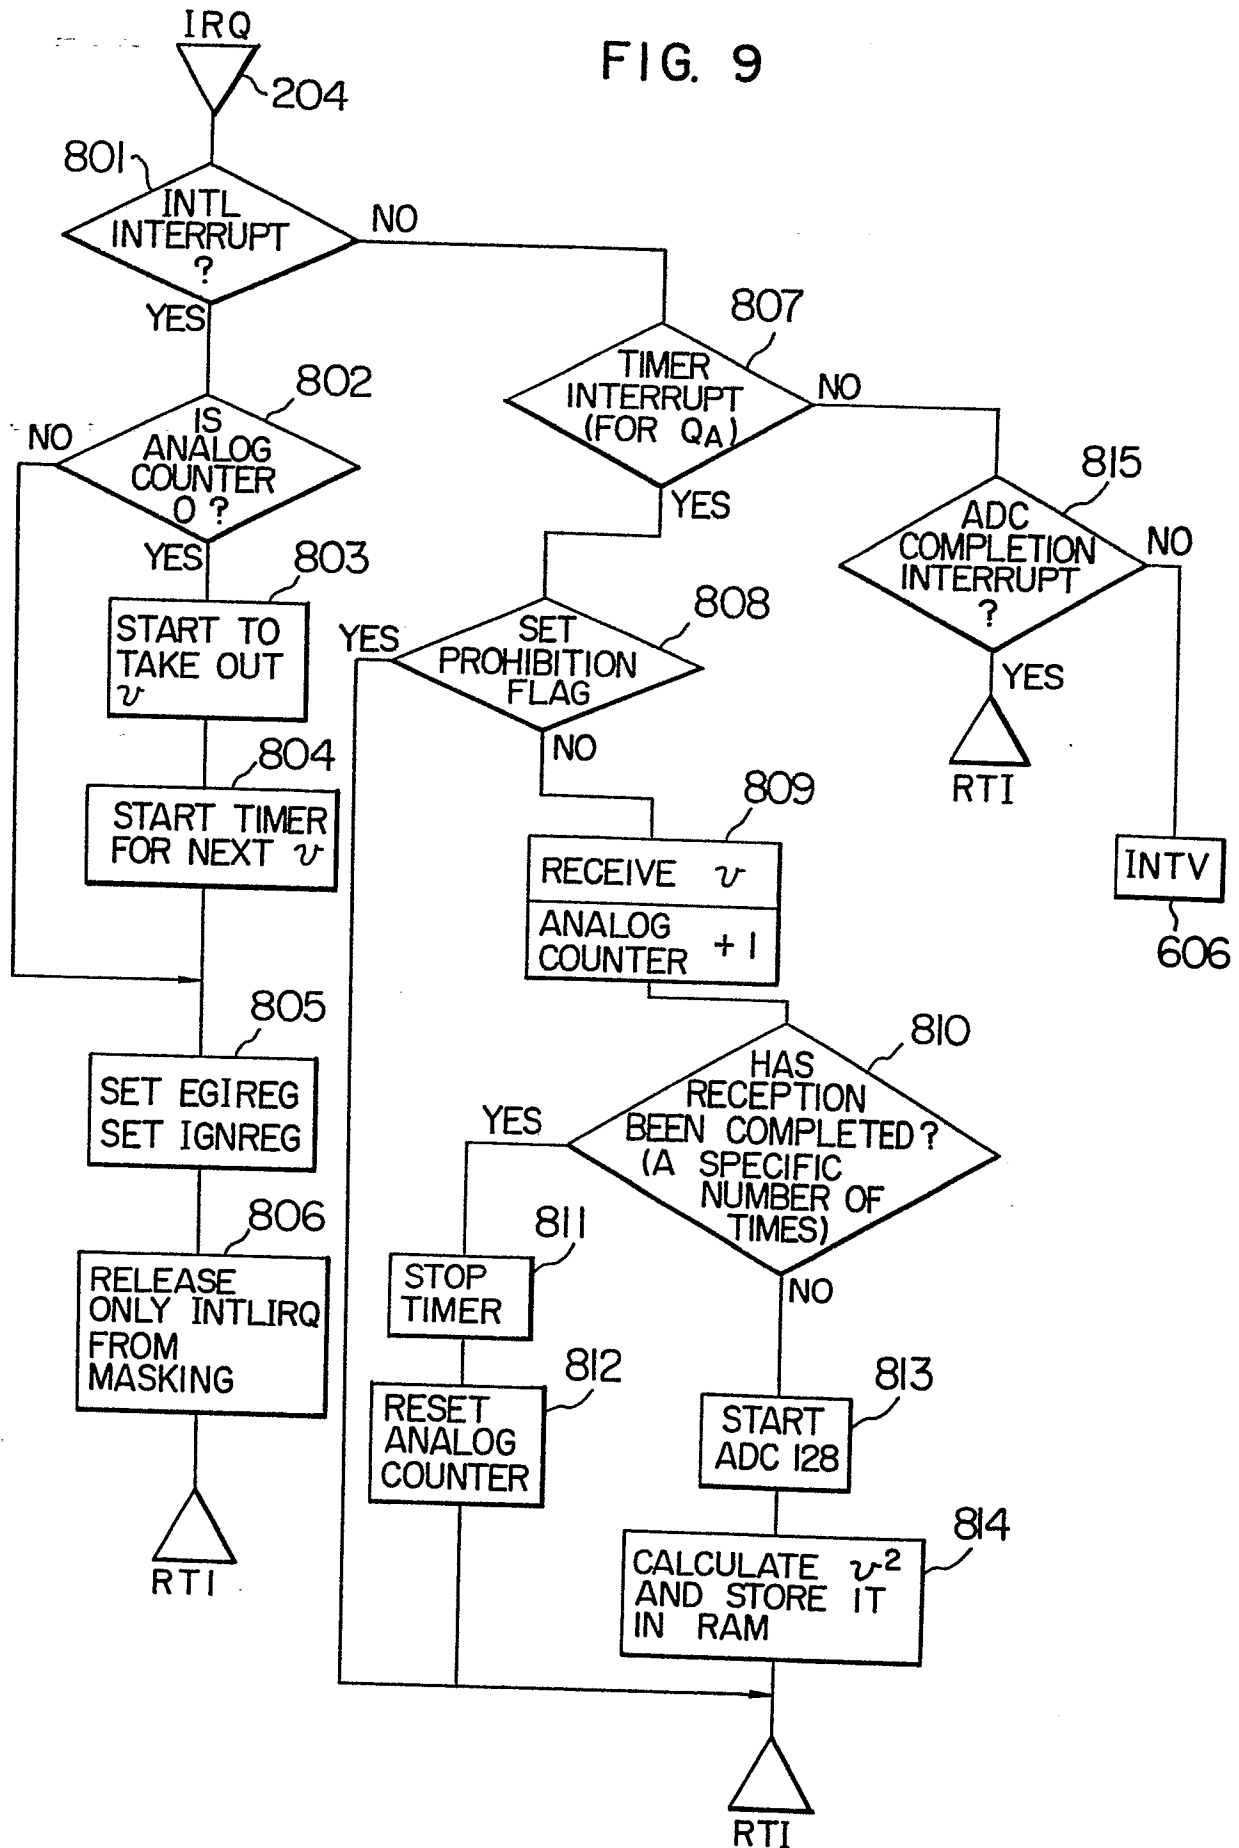 IRQ
FIG. 9
204
801
INTL
INTERRUPT
?
NO
YES
807
TIMER
INTERRUPT
(FOR QA)
NO
YES
802
IS
ANALOG
COUNTER
0 ?
NO
YES
815
ADC
COMPLETION
INTERRUPT
?
NO
YES
RTI
803
START TO
TAKE OUT
v
808
SET
PROHIBITION
FLAG
YES
NO
804
START TIMER
FOR NEXT v
809
RECEIVE v
ANALOG
COUNTER +1
INTV
606
805
SET EGIREG
SET IGNREG
810
HAS
RECEPTION
BEEN COMPLETED?
(A SPECIFIC
NUMBER OF
TIMES)
YES
NO
806
RELEASE
ONLY INTLIRQ
FROM
MASKING
RTI
811
STOP
TIMER
812
RESET
ANALOG
COUNTER
813
START
ADC 128
814
CALCULATE v²
AND STORE IT
IN RAM
RTI